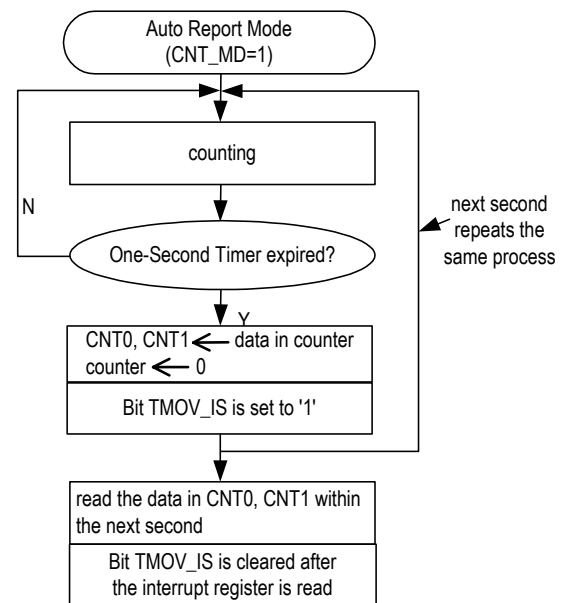 Auto Report Mode
(CNT_MD=1)
counting
N
next second
repeats the
same process
One-Second Timer expired?
Y
CNT0, CNT1 ← data in counter
counter ← 0
Bit TMOV_IS is set to '1'
read the data in CNT0, CNT1 within
the next second
Bit TMOV_IS is cleared after
the interrupt register is read